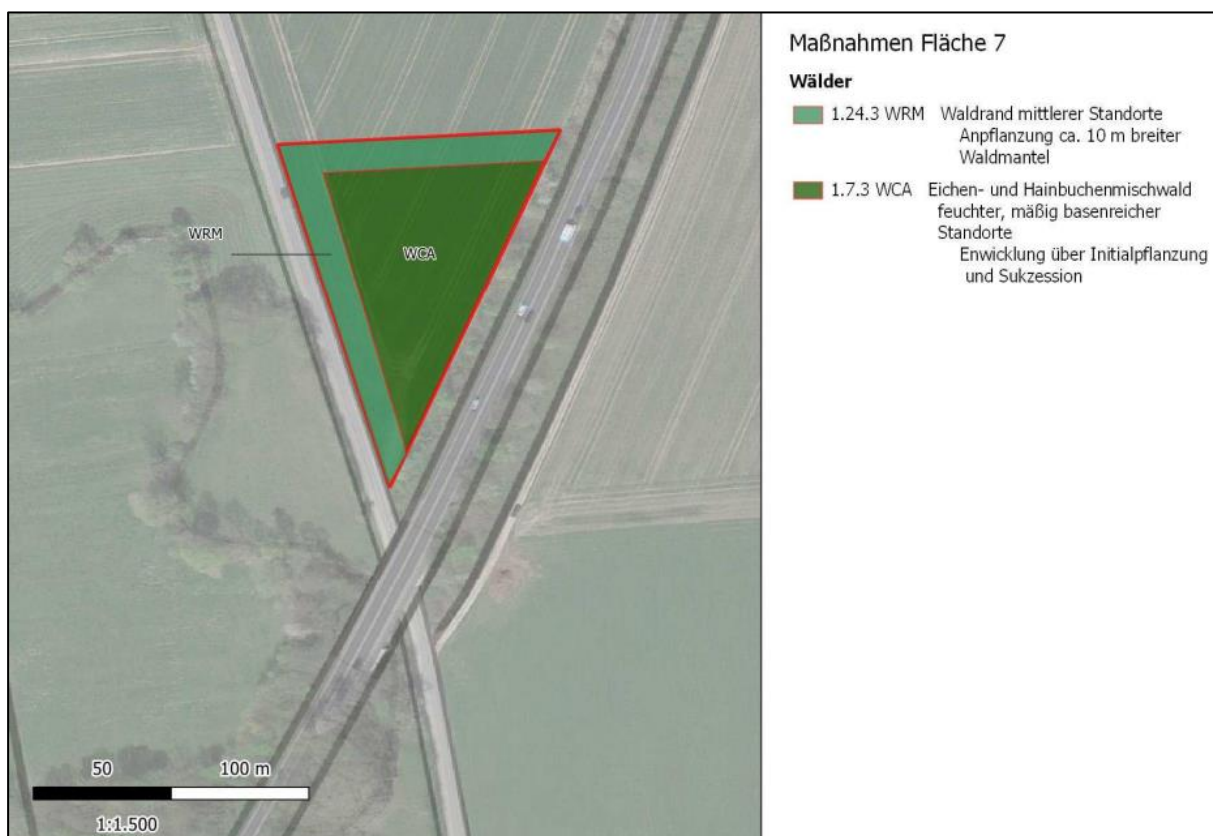 Maßnahmen Fläche 7
Wälder
1.24.3 WRM Waldrand mittlerer Standorte
Anpflanzung ca. 10 m breiter
Waldmantel
1.7.3 WCA Eichen- und Hainbuchenmischwald
feuchter, mäßig basenreicher
Standorte
Enwicklung über Initialpflanzung
und Sukzession
WRM
WCA
50 100 m
1:1.500